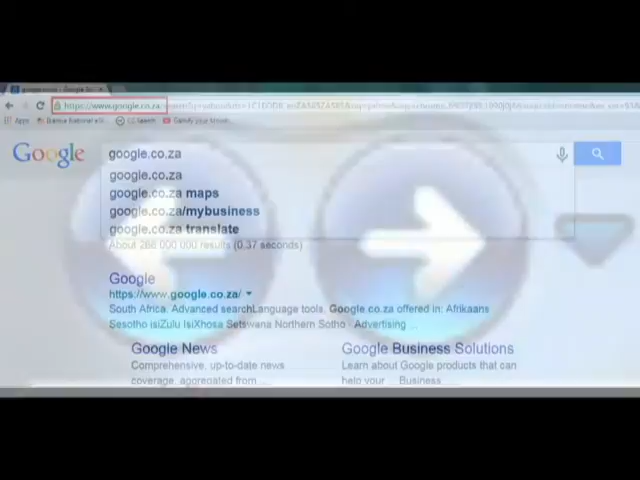 https://www.google.co.za
Apps
Google
google.co.za
google.co.za
google.co.za maps
google.co.za/mybusiness
google.co.za translate
About 266 000 000 results (0.37 seconds)
Google
https://www.google.co.za/
South Africa. Advanced searchLanguage tools. Google.co.za offered in: Afrikaans
Sesotho isiZulu IsiXhosa Setswana Northern Sotho · Advertising ...
Google News
Google Business Solutions
Comprehensive, up-to-date news
Learn about Google products that can
coverage, aggregated from ...
help your ... Business ...